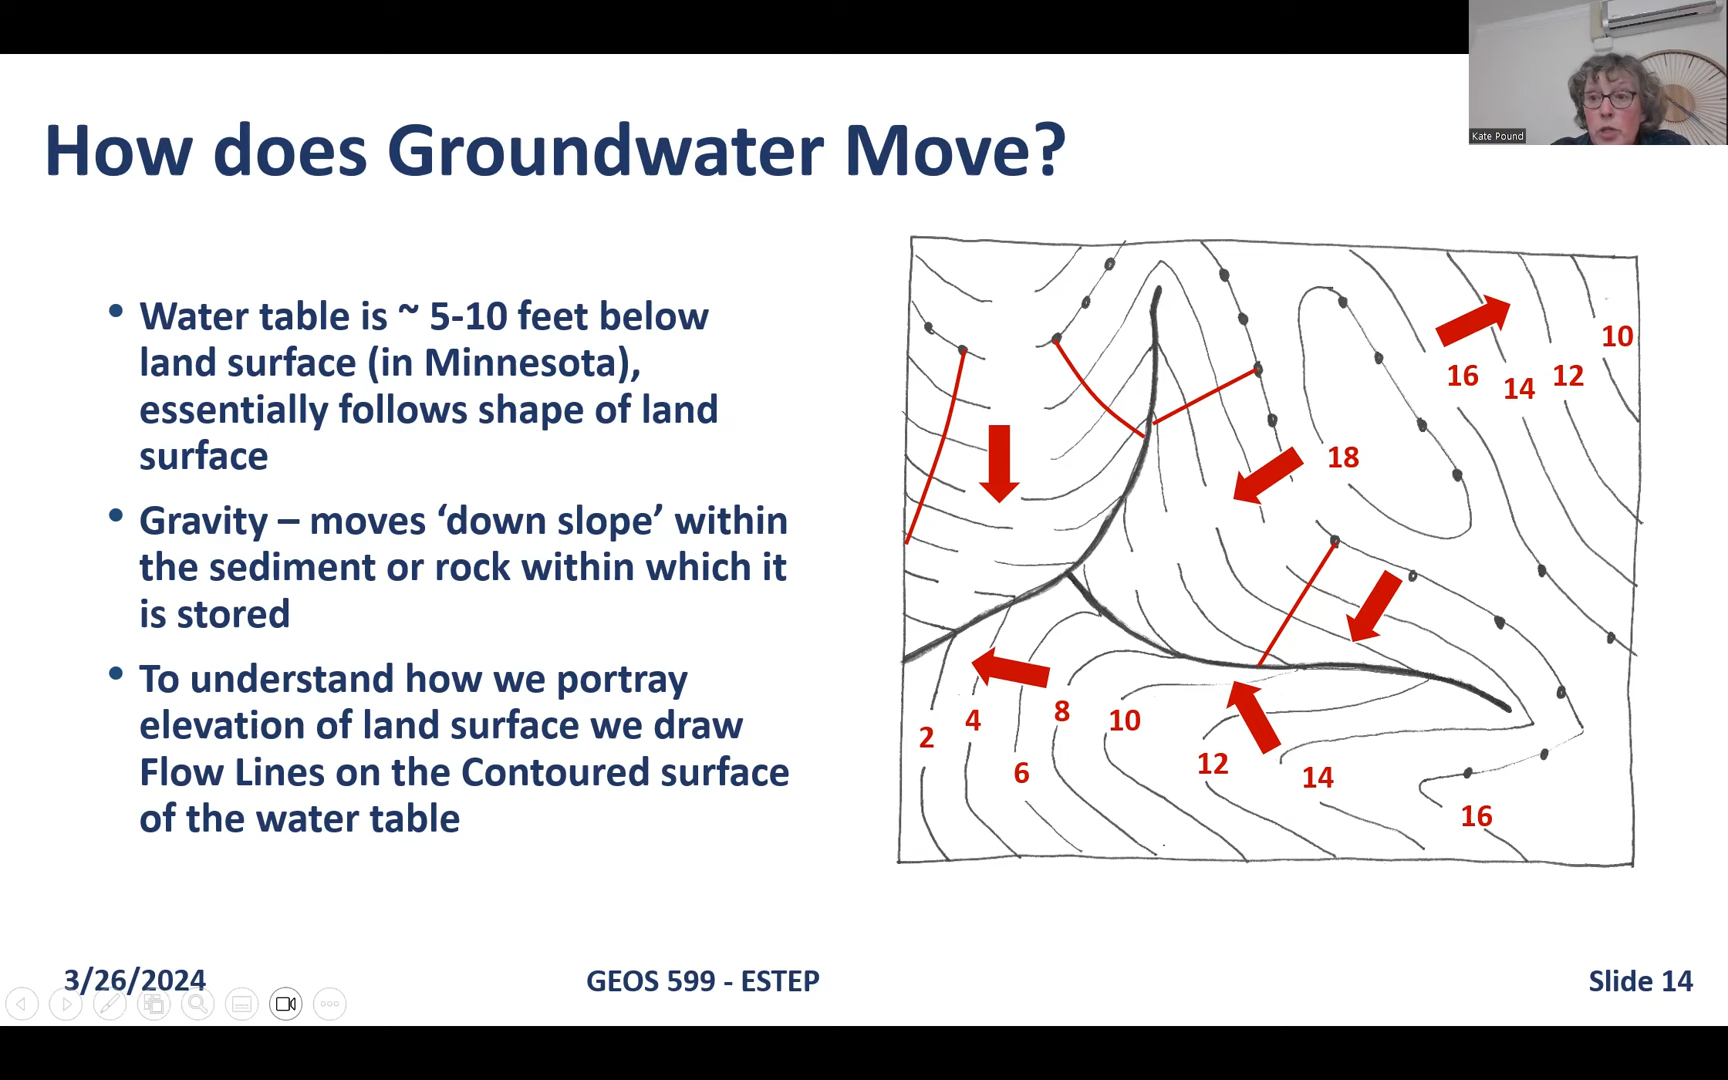 Kate Pound
How does Groundwater Move?
• Water table is ~ 5-10 feet below
land surface (in Minnesota),
essentially follows shape of land
surface
• Gravity – moves ‘down slope’ within
the sediment or rock within which it
is stored
• To understand how we portray
elevation of land surface we draw
Flow Lines on the Contoured surface
of the water table
10
16
14
12
18
2
4
6
8
10
12
14
16
3/26/2024
GEOS 599 - ESTEP
Slide 14